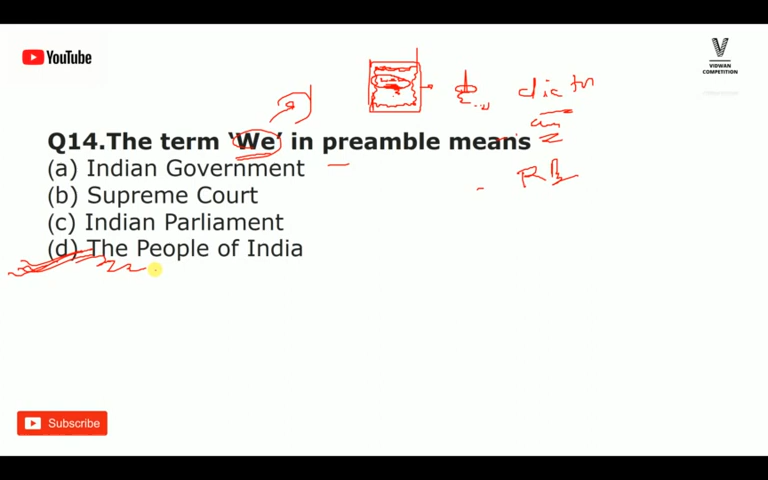 YouTube
VIDWAN
COMPETITION
Q14.The term ‘We’ in preamble means
(a) Indian Government
(b) Supreme Court
(c) Indian Parliament
(d) The People of India
Subscribe